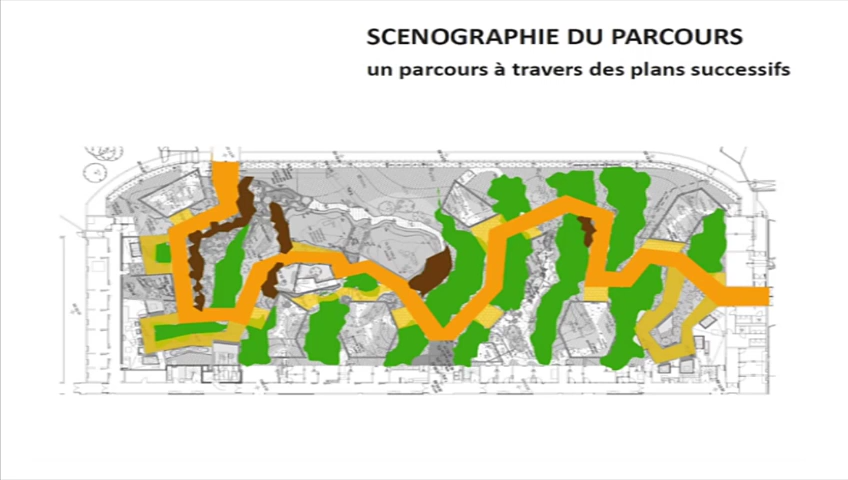 SCENOGRAPHIE DU PARCOURS
un parcours à travers des plans successifs